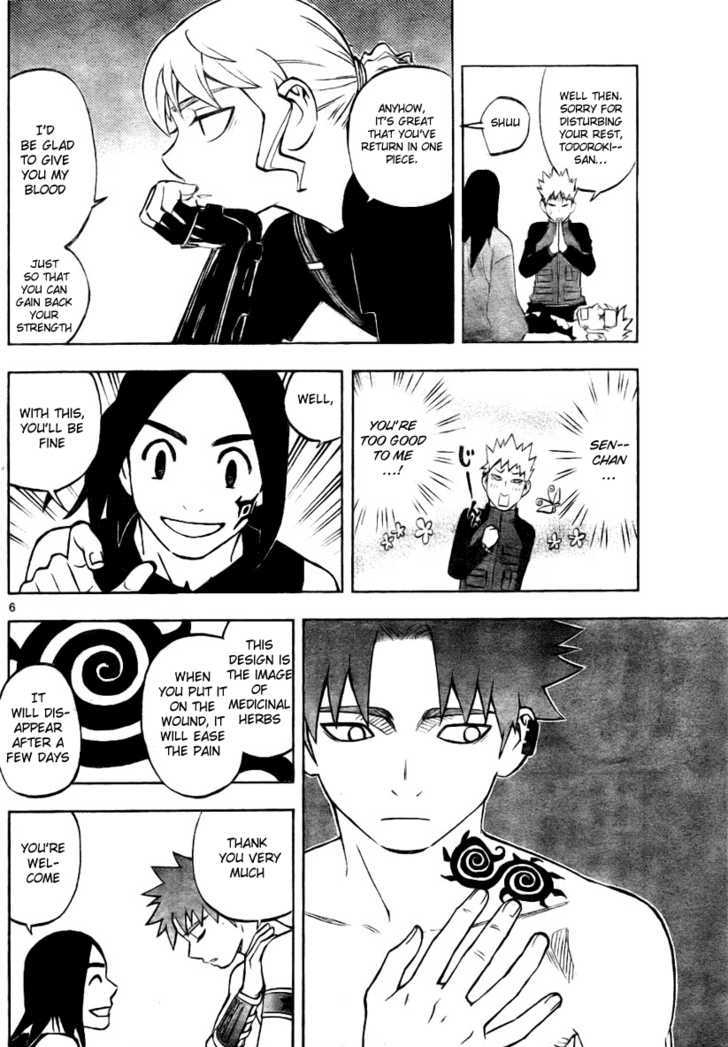 WELL THEN.
SORRY FOR
DISTURBING
YOUR REST,
TODOROKI--
SAN...
SHUU
ANYHOW,
IT'S GREAT
THAT YOU'VE
RETURN IN ONE
PIECE.
I'D
BE GLAD
TO GIVE
YOU MY
BLOOD
JUST
SO THAT
YOU CAN
GAIN BACK
YOUR
STRENGTH
SEN--
CHAN
...
YOU'RE
TOO GOOD
TO ME
...!
じーん
WELL,
WITH THIS,
YOU'LL BE
FINE
6
THIS
DESIGN IS
THE IMAGE
OF
MEDICINAL
HERBS
WHEN
YOU PUT IT
ON THE
WOUND, IT
WILL EASE
THE PAIN
IT
WILL DIS-
APPEAR
AFTER A
FEW DAYS
THANK
YOU VERY
MUCH
YOU'RE
WEL-
COME